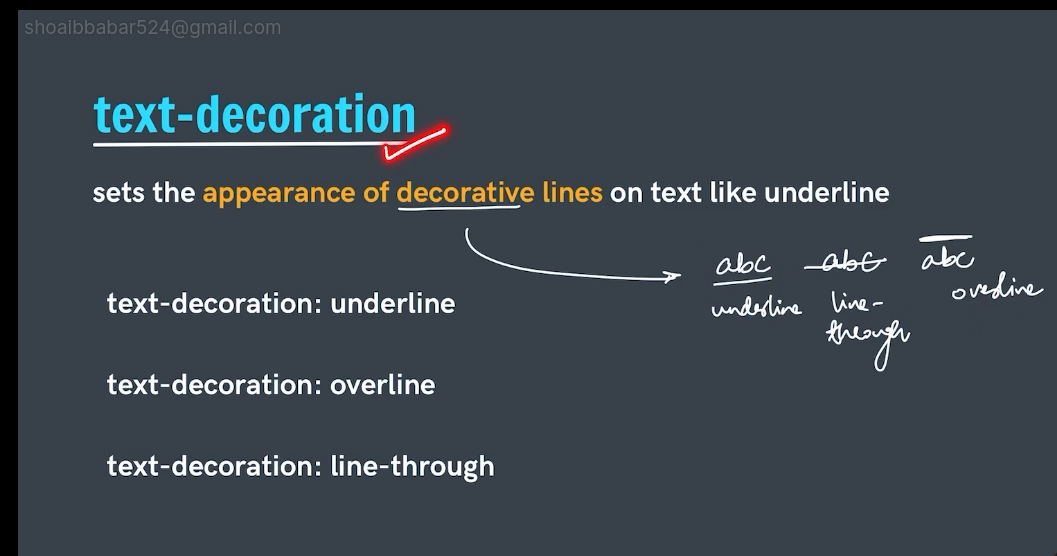 shoaibbabar524@gmail.com
text-decoration
sets the appearance of decorative lines on text like underline
abc abc abc
underline line- overline
through
text-decoration: underline
text-decoration: overline
text-decoration: line-through